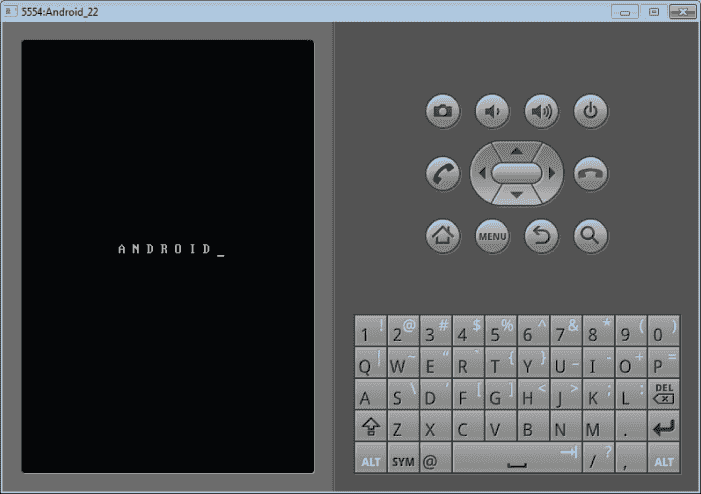 5554:Android_22
ANDROID_
MENU
1 ! 2 @ 3 # 4 $ 5 % 6 ^ 7 & 8 * 9 ( 0 )
Q | W ~ E “ R ` T { Y } U _ I - O + P =
A S \ D ' F [ G ] H < J > K ; L : DEL
Z X C V B N M .
ALT SYM @ / ? , ALT